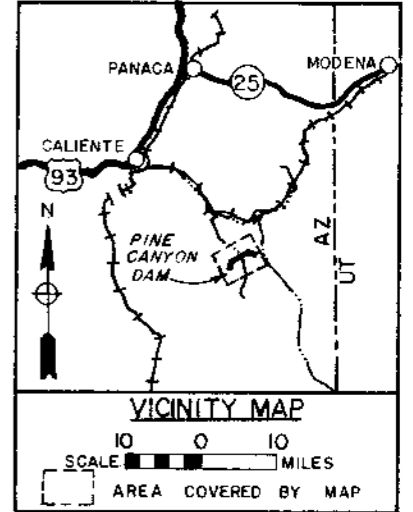 PANACA
MODENA
25
CALIENTE
93
N
PINE
CANYON
DAM
AZ
UT
VICINITY MAP
10 0 10
SCALE MILES
AREA COVERED BY MAP